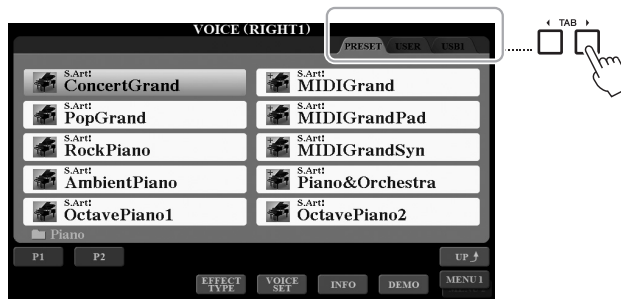 VOICE (RIGHT1)
TAB
PRESET USER USB1
S.Art!
ConcertGrand
S.Art!
MIDIGrand
S.Art!
PopGrand
S.Art!
MIDIGrandPad
S.Art!
RockPiano
S.Art!
MIDIGrandSyn
S.Art!
AmbientPiano
S.Art!
Piano&Orchestra
S.Art!
OctavePiano1
S.Art!
OctavePiano2
Piano
P1 P2 UP
EFFECT TYPE
VOICE SET
INFO DEMO MENU1